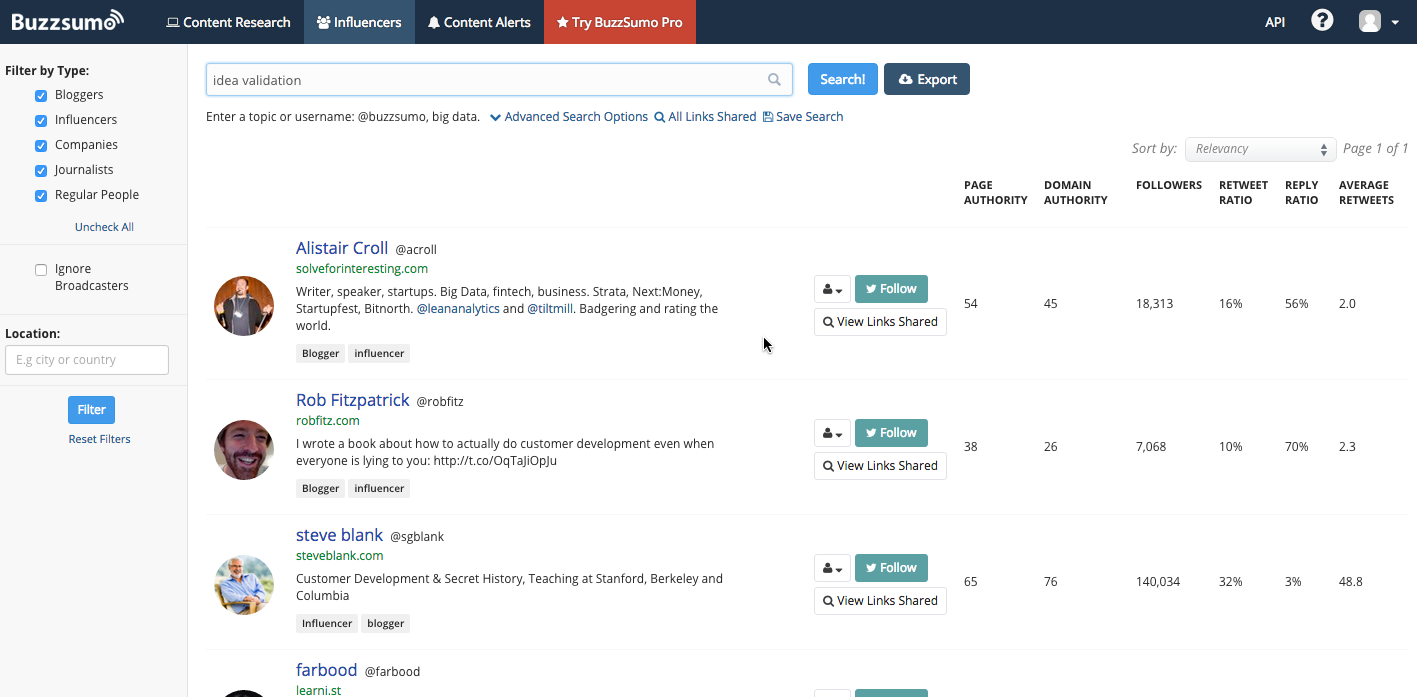 Buzzsumo
Content Research
Influencers
Content Alerts
Try BuzzSumo Pro
API
?
Filter by Type:
Bloggers
Influencers
Companies
Journalists
Regular People
Uncheck All
Ignore
Broadcasters
Location:
E.g city or country
Filter
Reset Filters
idea validation
Search!
Export
Enter a topic or username: @buzzsumo, big data.
Advanced Search Options
All Links Shared
Save Search
Sort by:
Relevancy
Page 1 of 1
PAGE
AUTHORITY
DOMAIN
AUTHORITY
FOLLOWERS
RETWEET
RATIO
REPLY
RATIO
AVERAGE
RETWEETS
Alistair Croll @acroll
solveforinteresting.com
Writer, speaker, startups. Big Data, fintech, business. Strata, Next:Money,
Startupfest, Bitnorth. @leananalytics and @tiltmill. Badgering and rating the
world.
Blogger influencer
Follow
View Links Shared
54 45 18,313 16% 56% 2.0
Rob Fitzpatrick @robfitz
robfitz.com
I wrote a book about how to actually do customer development even when
everyone is lying to you: http://t.co/OqTaJiOpJu
Blogger influencer
Follow
View Links Shared
38 26 7,068 10% 70% 2.3
steve blank @sgblank
steveblank.com
Customer Development & Secret History, Teaching at Stanford, Berkeley and
Columbia
Influencer blogger
Follow
View Links Shared
65 76 140,034 32% 3% 48.8
farbood @farbood
learni.st